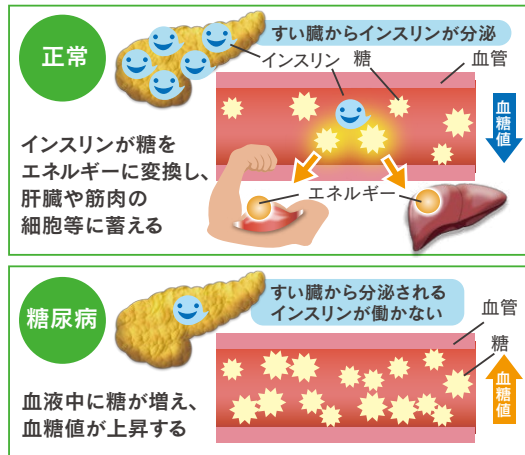 正常
すい臓からインスリンが分泌
インスリン
糖
血管
血糖値
インスリンが糖を
エネルギーに変換し、
肝臓や筋肉の
細胞等に蓄える
エネルギー
糖尿病
すい臓から分泌される
インスリンが働かない
血管
糖
血糖値
血液中に糖が増え、
血糖値が上昇する